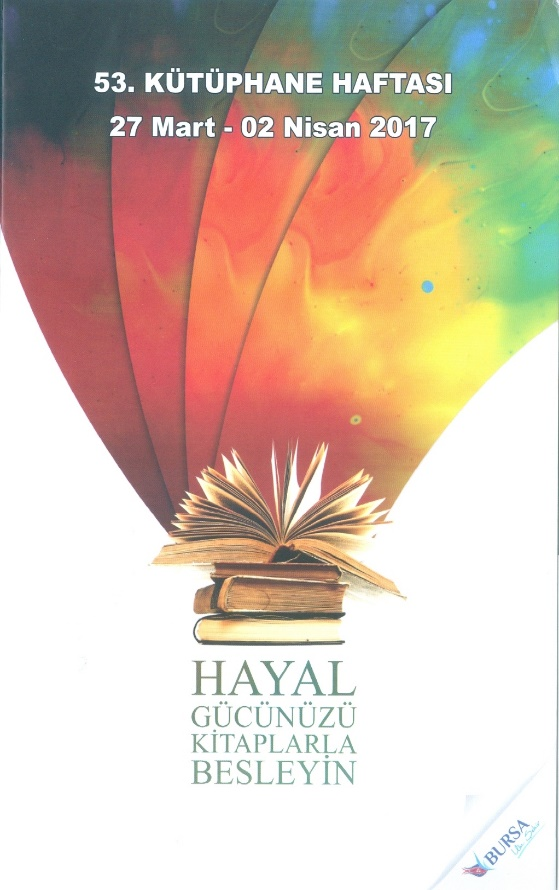 53. KÜTÜPHANE HAFTASI
27 Mart - 02 Nisan 2017
HAYAL
GÜCÜNÜZÜ
KİTAPLARLA
BESLEYİN
BURSA